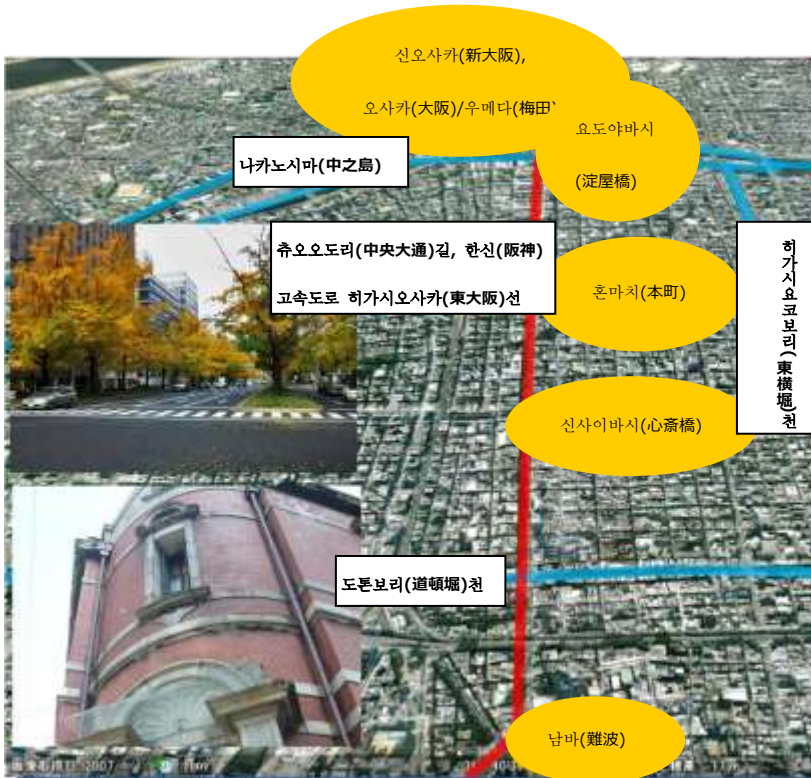 신오사카(新大阪),
오사카(大阪)/우메다(梅田)
요도야바시
(淀屋橋)
나카노시마(中之島)
츄오오도리(中央大通)길, 한신(阪神)
고속도로 히가시오사카(東大阪)선
혼마치(本町)
히가시요코보리(東横堀)천
신사이바시(心斎橋)
도톤보리(道頓堀)천
남바(難波)